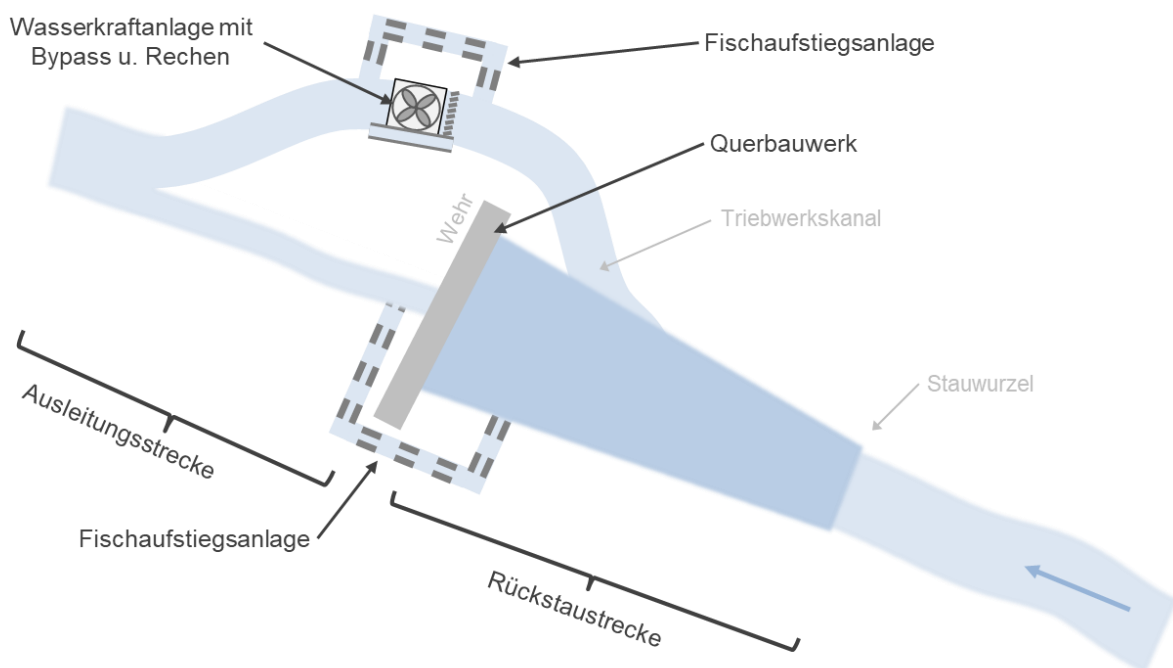 Wasserkraftanlage mit
Bypass u. Rechen
Fischaufstiegsanlage
Querbauwerk
Wehr
Triebwerkskanal
Stauwurzel
Ausleitungsstrecke
Fischaufstiegsanlage
Rückstaustrecke